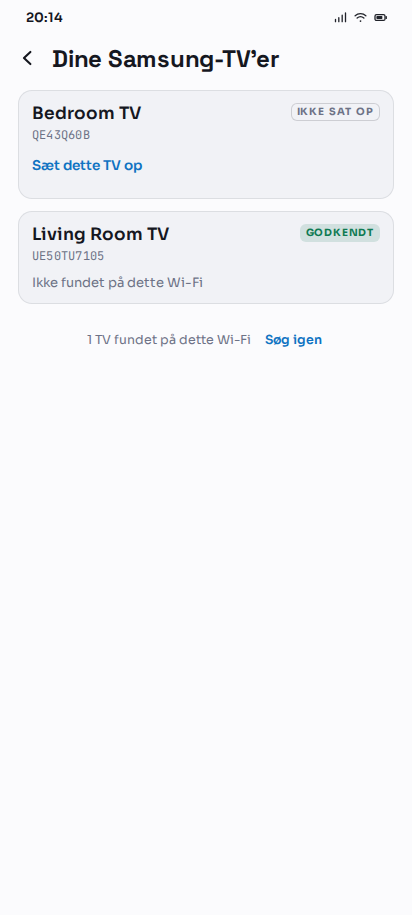 20:14
Dine Samsung-TV’er
Bedroom TV
IKKE SAT OP
QE43Q60B
Sæt dette TV op
Living Room TV
GODKENDT
UE50TU7105
Ikke fundet på dette Wi-Fi
1 TV fundet på dette Wi-Fi Søg igen